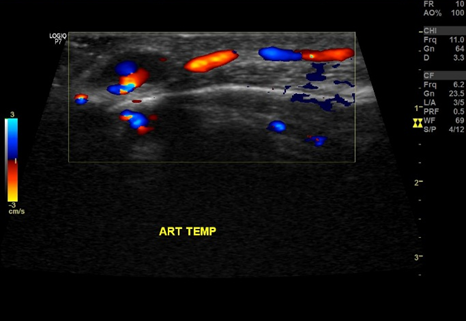 FR 10
AO% 100
LOGIQ
P7
CHI
Frq 11.0
Gn 64
D 3.3
CF
Frq 6.2
Gn 23.5
L/A 3/5
PRF 0.5
WF 69
S/P 4/12
3
-3
cm/s
1
2
3
ART TEMP